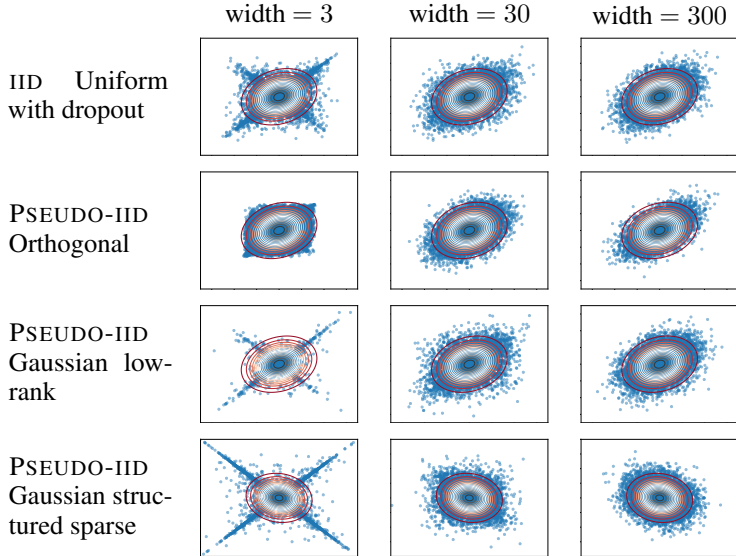 width = 3
width = 30
width = 300
IID Uniform
with dropout
PSEUDO-IID
Orthogonal
PSEUDO-IID
Gaussian low-
rank
PSEUDO-IID
Gaussian struc-
tured sparse